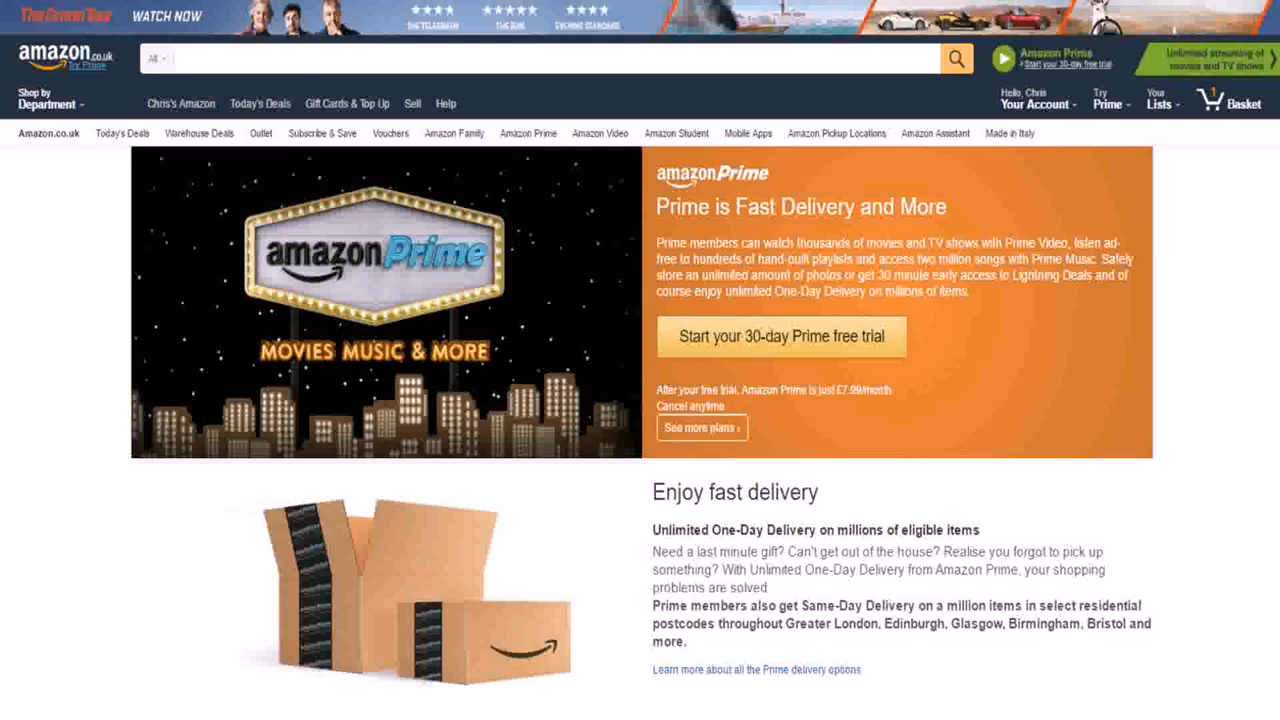 The Grand Tour WATCH NOW THE TELEGRAPH THE SUN EVENING STANDARD
amazon.co.uk
Try Prime
All
Amazon Prime
Start your 30-day free trial
Unlimited streaming of
movies and TV shows
Shop by
Department
Chris's Amazon Today's Deals Gift Cards & Top Up Sell Help
Hello, Chris
Your Account
Try
Prime
Your
Lists
1
Basket
Amazon.co.uk Today's Deals Warehouse Deals Outlet Subscribe & Save Vouchers Amazon Family Amazon Prime Amazon Video Amazon Student Mobile Apps Amazon Pickup Locations Amazon Assistant Made in Italy
amazonPrime
MOVIES MUSIC & MORE
amazonPrime
Prime is Fast Delivery and More
Prime members can watch thousands of movies and TV shows with Prime Video, listen ad-
free to hundreds of hand-built playlists and access two million songs with Prime Music. Safely
store an unlimited amount of photos or get 30 minute early access to Lightning Deals and of
course enjoy unlimited One-Day Delivery on millions of items.
Start your 30-day Prime free trial
After your free trial, Amazon Prime is just £7.99/month
Cancel anytime
See more plans ›
Enjoy fast delivery
Unlimited One-Day Delivery on millions of eligible items
Need a last minute gift? Can't get out of the house? Realise you forgot to pick up
something? With Unlimited One-Day Delivery from Amazon Prime, your shopping
problems are solved
Prime members also get Same-Day Delivery on a million items in select residential
postcodes throughout Greater London, Edinburgh, Glasgow, Birmingham, Bristol and
more.
Learn more about all the Prime delivery options